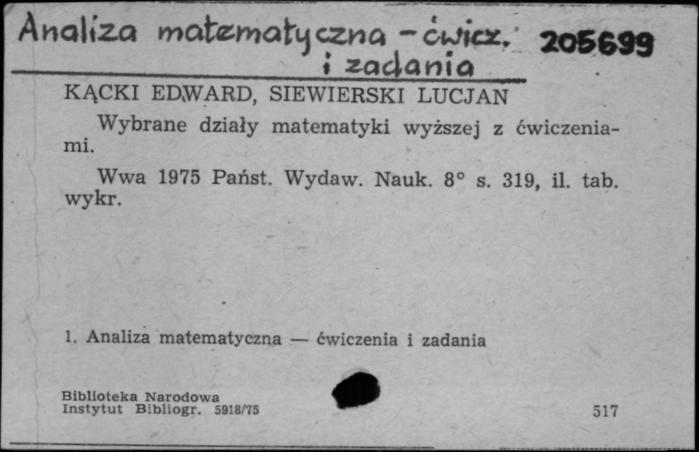 Analiza matematyczna - ćwicz. 205699
i zadania
KĄCKI EDWARD, SIEWIERSKI LUCJAN
Wybrane działy matematyki wyższej z ćwiczenia-
mi.
Wwa 1975 Państ. Wydaw. Nauk. 8° s. 319, il. tab.
wykr.
1. Analiza matematyczna — ćwiczenia i zadania
Biblioteka Narodowa
Instytut Bibliogr. 5918/75 517